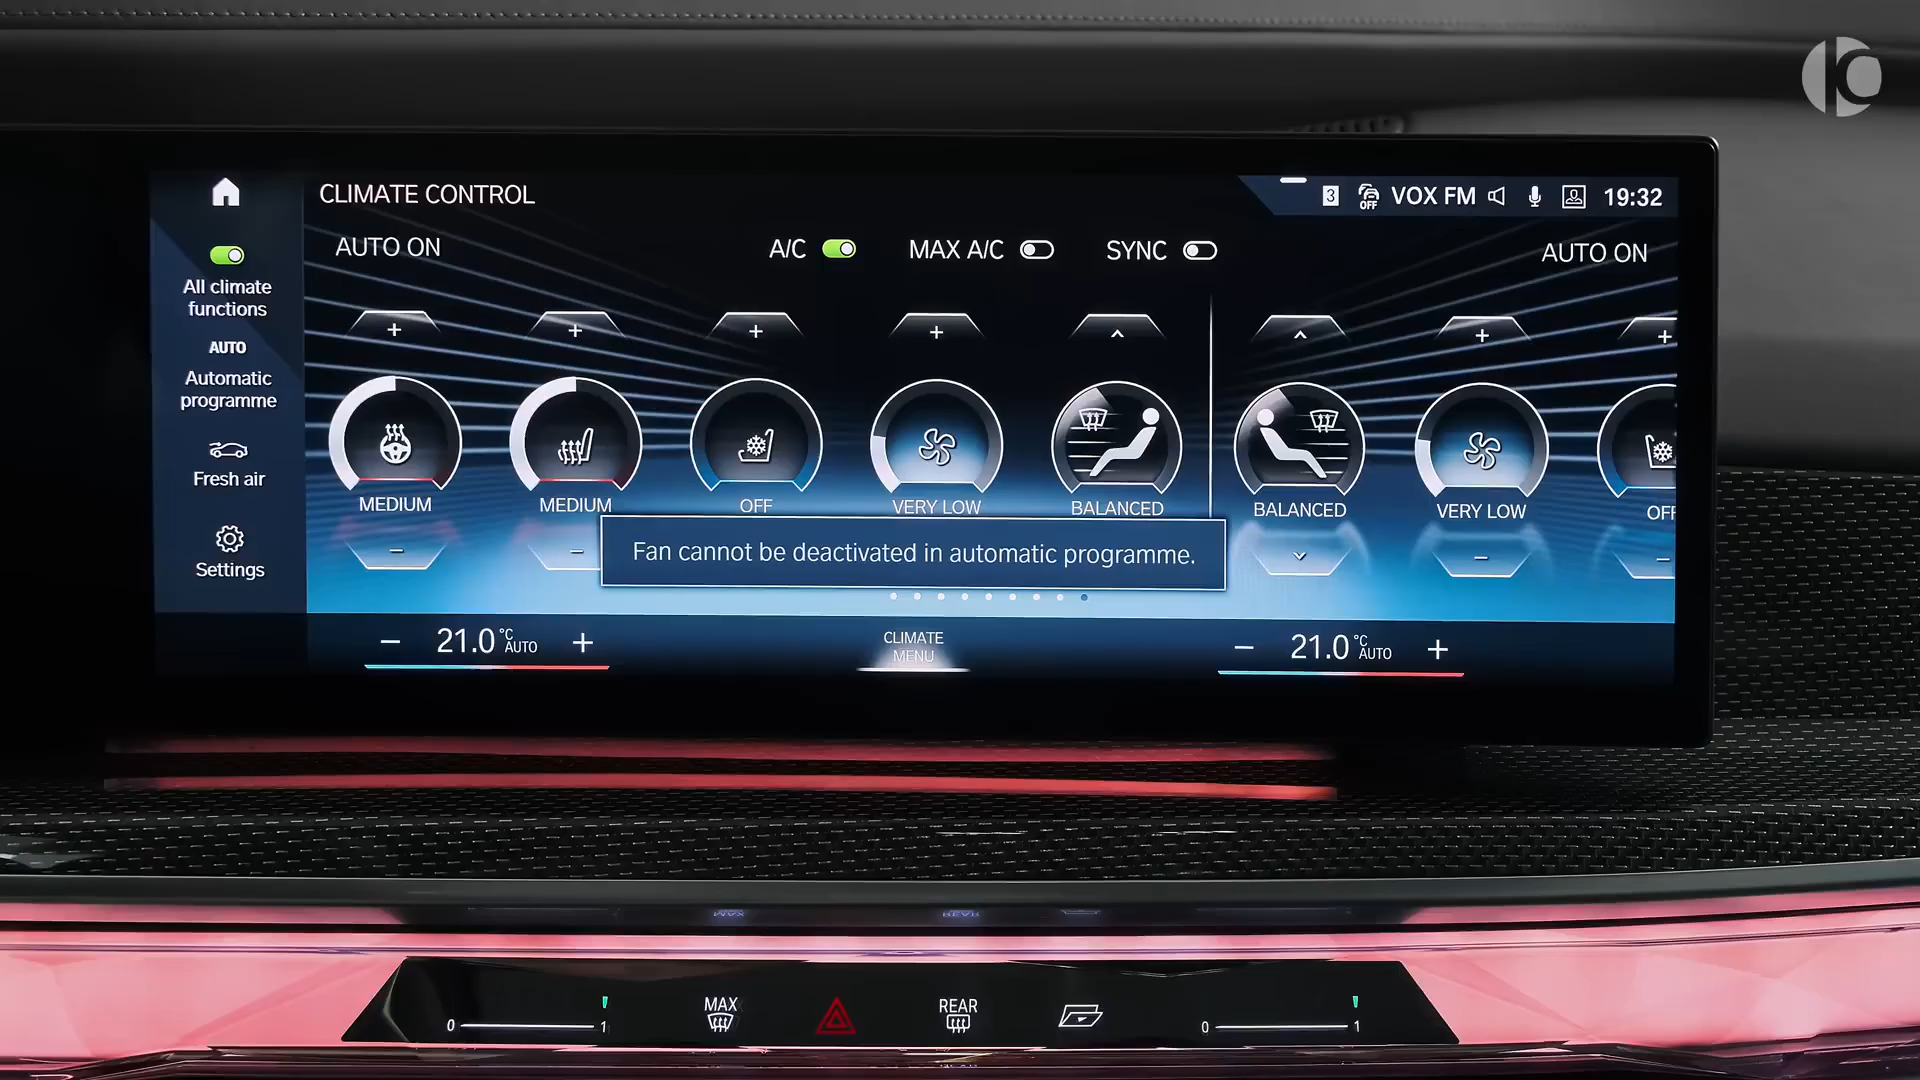 CLIMATE CONTROL
3 OFF VOX FM 19:32
AUTO ON
A/C
MAX A/C
SYNC
AUTO ON
All climate
functions
AUTO
Automatic
programme
Fresh air
Settings
+ + + + + +
MEDIUM
MEDIUM
OFF
VERY LOW
BALANCED
BALANCED
VERY LOW
OFF
Fan cannot be deactivated in automatic programme.
− 21.0 °C AUTO +
CLIMATE
MENU
− 21.0 °C AUTO +
0 1
MAX
REAR
0 1